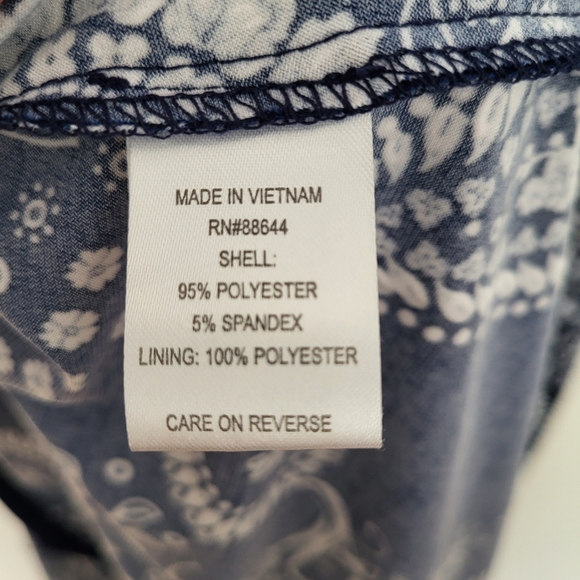 MADE IN VIETNAM
RN#88644
SHELL:
95% POLYESTER
5% SPANDEX
LINING: 100% POLYESTER
CARE ON REVERSE